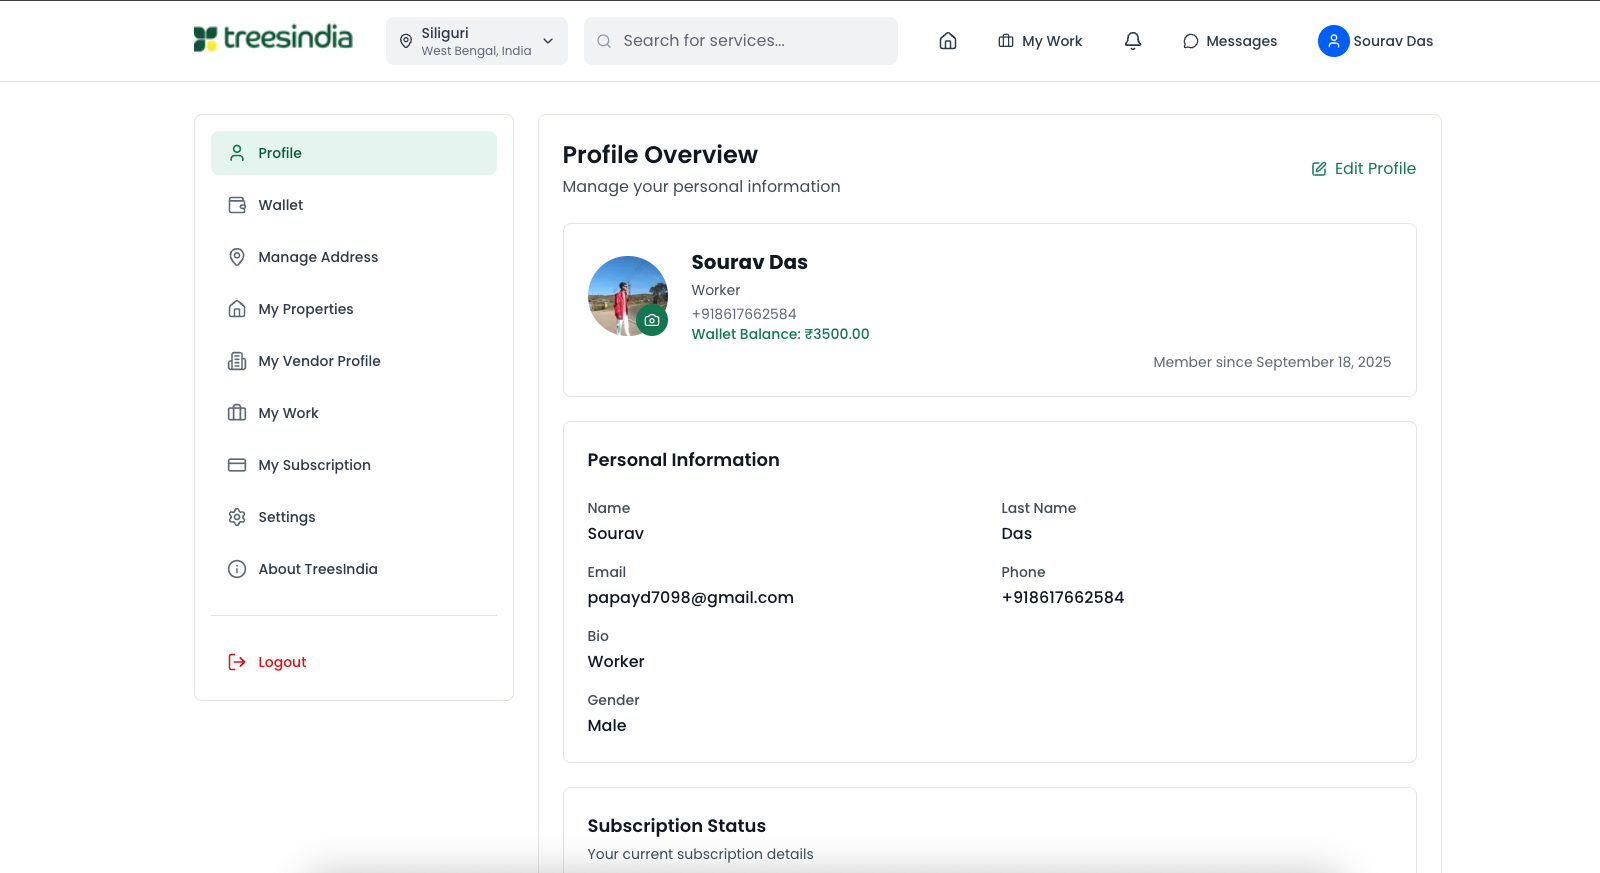 treesindia
Siliguri
West Bengal, India
Search for services...
My Work
Messages
Sourav Das
Profile
Wallet
Manage Address
My Properties
My Vendor Profile
My Work
My Subscription
Settings
About TreesIndia
Logout
Profile Overview
Manage your personal information
Edit Profile
Sourav Das
Worker
+918617662584
Wallet Balance: ₹3500.00
Member since September 18, 2025
Personal Information
Name
Sourav
Last Name
Das
Email
papayd7098@gmail.com
Phone
+918617662584
Bio
Worker
Gender
Male
Subscription Status
Your current subscription details